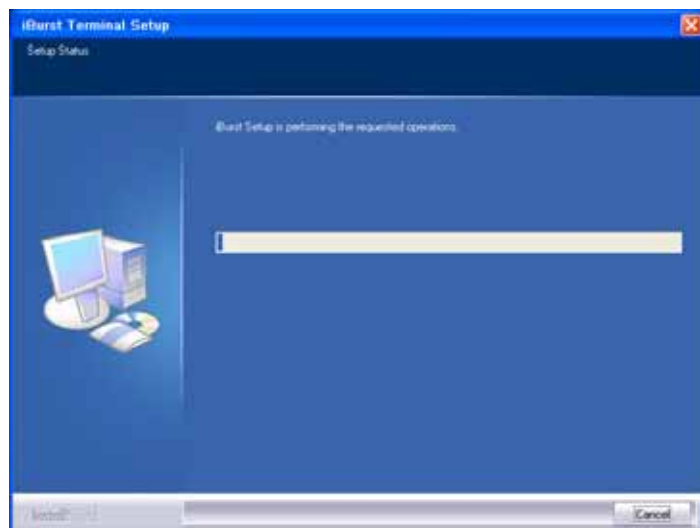 iBurst Terminal Setup
Setup Status
iBurst Setup is performing the requested operations.
Cancel